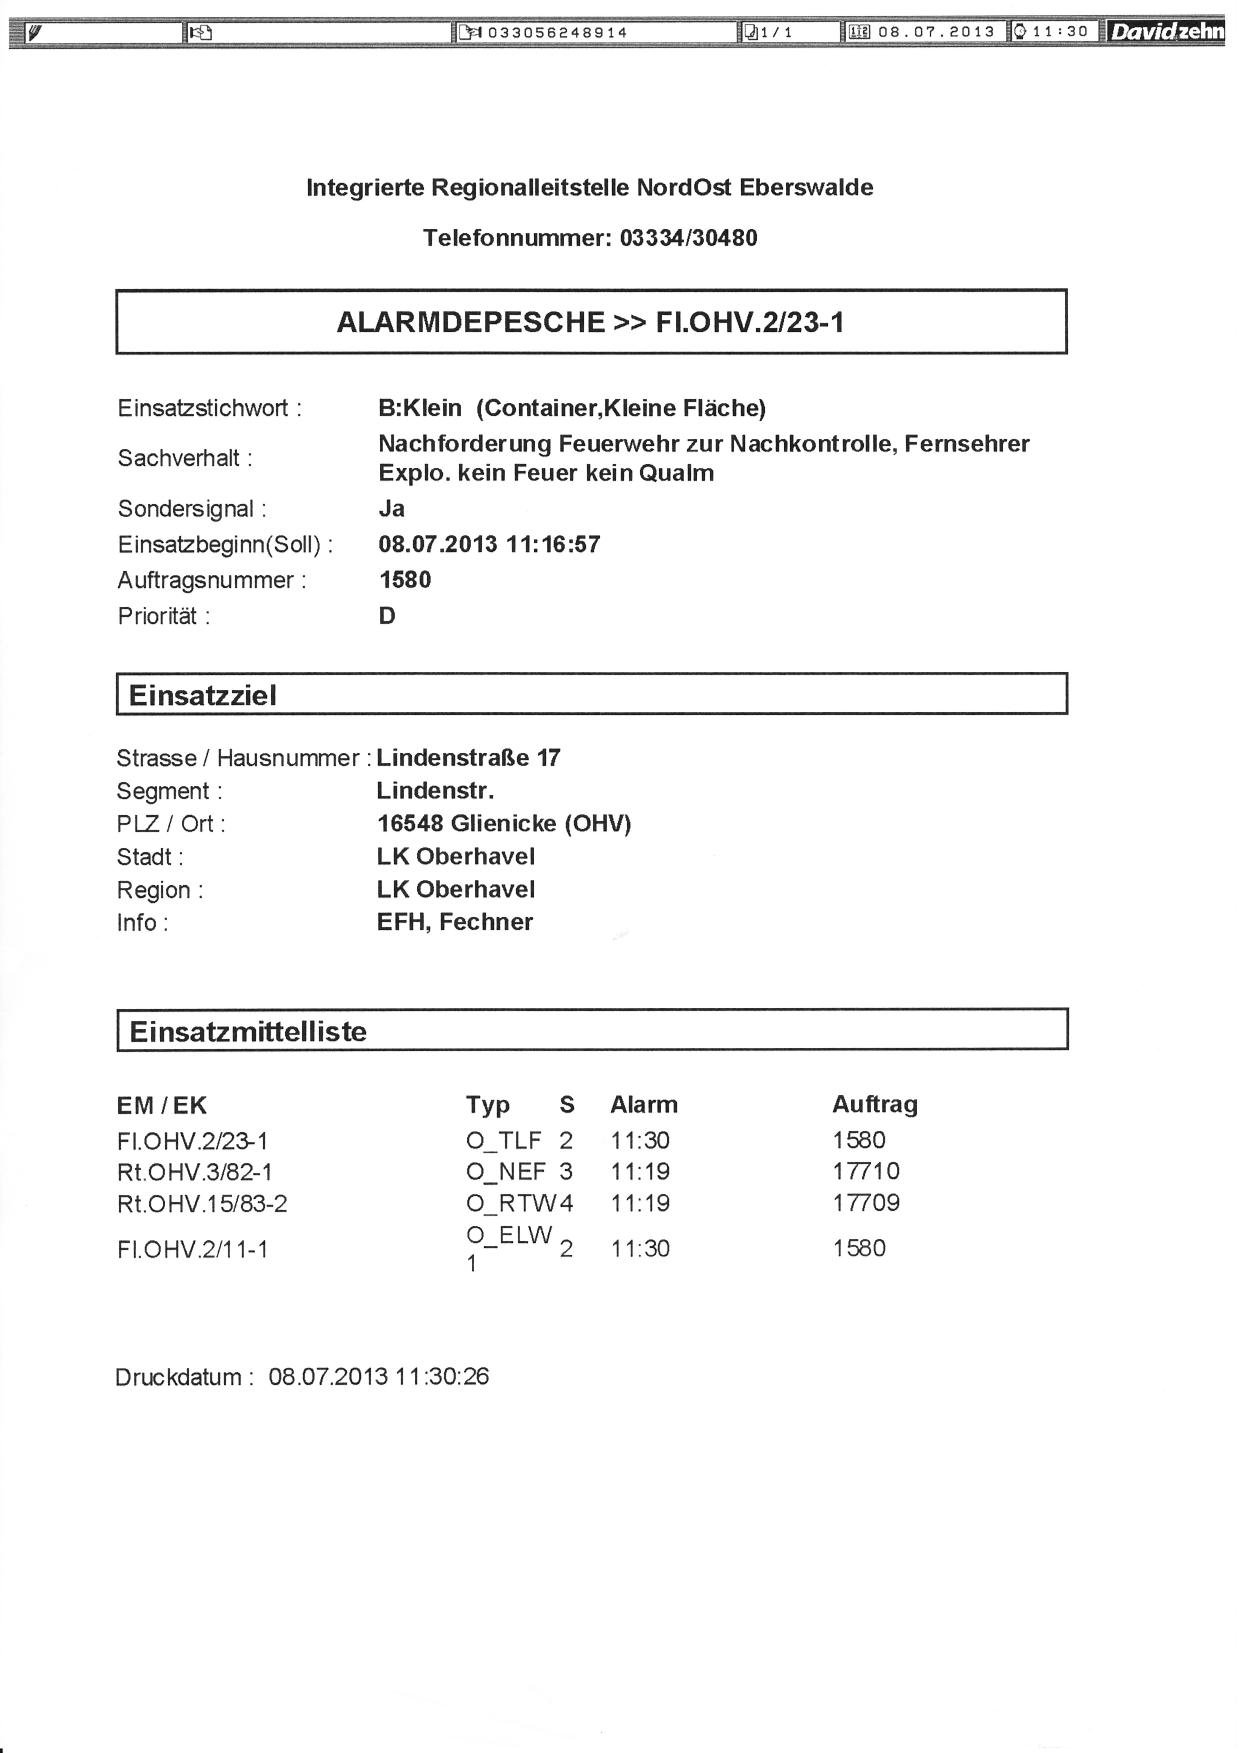 033056248914 1/1 08.07.2013 11:30 Davidzehn
Integrierte Regionalleitstelle NordOst Eberswalde
Telefonnummer: 03334/30480
ALARMDEPESCHE >> Fl.OHV.2/23-1
Einsatzstichwort : B:Klein (Container,Kleine Fläche)
Sachverhalt : Nachforderung Feuerwehr zur Nachkontrolle, Fernsehrer
Explo. kein Feuer kein Qualm
Sondersignal : Ja
Einsatzbeginn(Soll) : 08.07.2013 11:16:57
Auftragsnummer : 1580
Priorität : D
Einsatzziel
Strasse / Hausnummer : Lindenstraße 17
Segment : Lindenstr.
PLZ / Ort : 16548 Glienicke (OHV)
Stadt : LK Oberhavel
Region : LK Oberhavel
Info : EFH, Fechner
Einsatzmittelliste
EM / EK Typ S Alarm Auftrag
Fl.OHV.2/23-1 O_TLF 2 11:30 1580
Rt.OHV.3/82-1 O_NEF 3 11:19 17710
Rt.OHV.15/83-2 O_RTW 4 11:19 17709
Fl.OHV.2/11-1 O_ELW 2 11:30 1580
1
Druckdatum : 08.07.2013 11:30:26